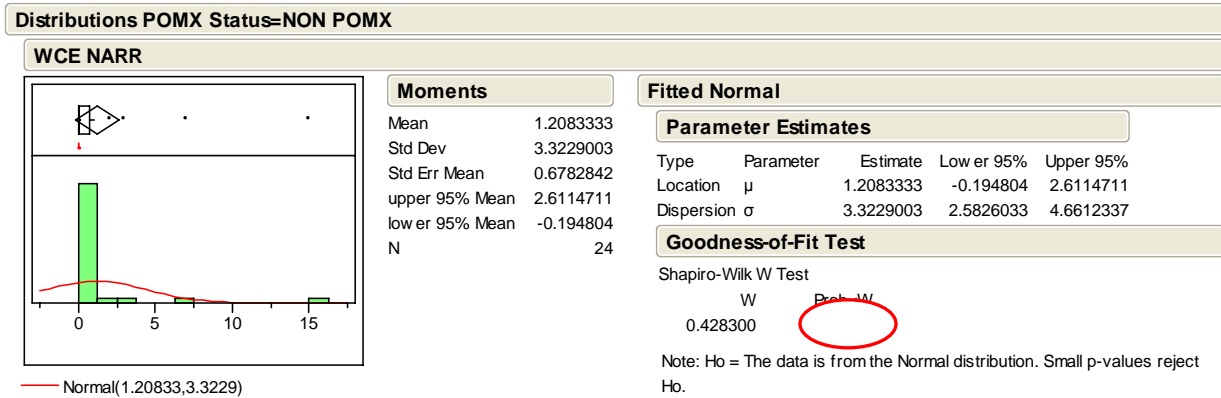 Distributions POMX Status=NON POMX
WCE NARR
0 5 10 15
Normal(1.20833,3.3229)
Moments
Mean 1.2083333
Std Dev 3.3229003
Std Err Mean 0.6782842
upper 95% Mean 2.6114711
low er 95% Mean -0.194804
N 24
Fitted Normal
Parameter Estimates
Type Parameter Estimate Low er 95% Upper 95%
Location μ 1.2083333 -0.194804 2.6114711
Dispersion σ 3.3229003 2.5826033 4.6612337
Goodness-of-Fit Test
Shapiro-Wilk W Test
W
0.428300
Note: Ho = The data is from the Normal distribution. Small p-values reject
Ho.